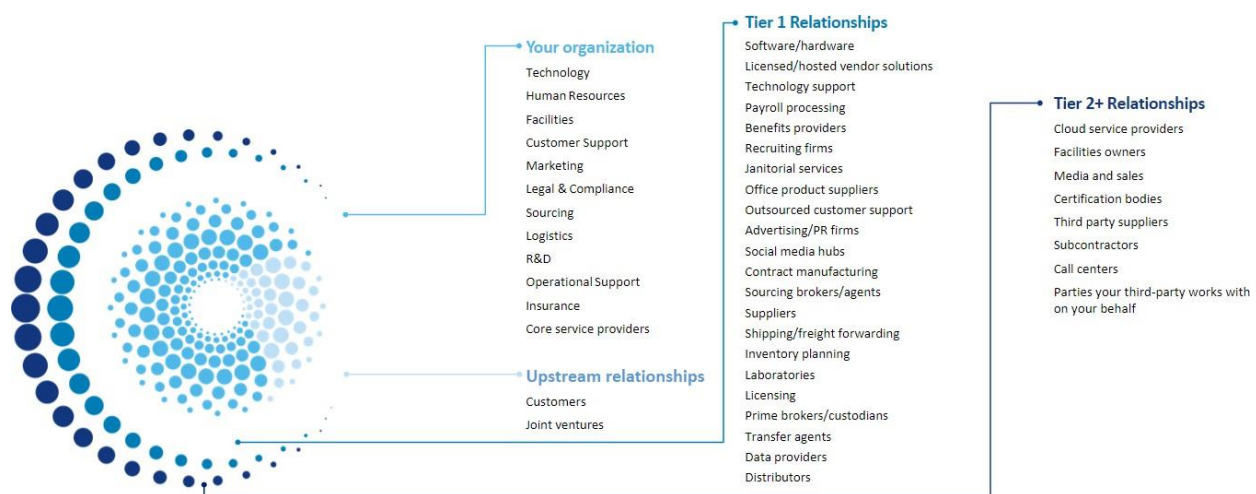 Your organization
Technology
Human Resources
Facilities
Customer Support
Marketing
Legal & Compliance
Sourcing
Logistics
R&D
Operational Support
Insurance
Core service providers
Upstream relationships
Customers
Joint ventures
Tier 1 Relationships
Software/hardware
Licensed/hosted vendor solutions
Technology support
Payroll processing
Benefits providers
Recruiting firms
Janitorial services
Office product suppliers
Outsourced customer support
Advertising/PR firms
Social media hubs
Contract manufacturing
Sourcing brokers/agents
Suppliers
Shipping/freight forwarding
Inventory planning
Laboratories
Licensing
Prime brokers/custodians
Transfer agents
Data providers
Distributors
Tier 2+ Relationships
Cloud service providers
Facilities owners
Media and sales
Certification bodies
Third party suppliers
Subcontractors
Call centers
Parties your third-party works with
on your behalf